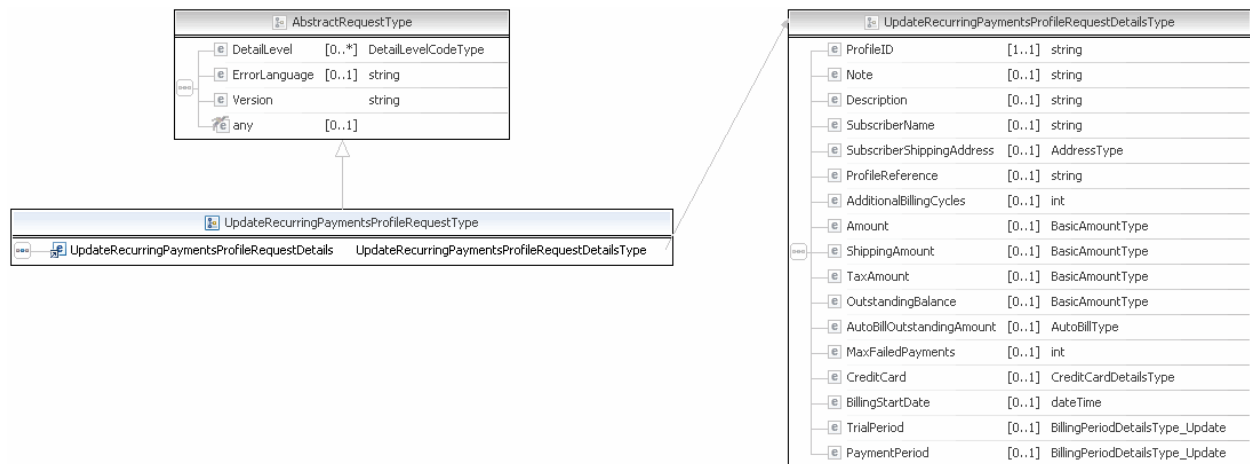 AbstractRequestType
DetailLevel [0..*] DetailLevelCodeType
ErrorLanguage [0..1] string
Version string
any [0..1]
UpdateRecurringPaymentsProfileRequestType
UpdateRecurringPaymentsProfileRequestDetails UpdateRecurringPaymentsProfileRequestDetailsType
UpdateRecurringPaymentsProfileRequestDetailsType
ProfileID [1..1] string
Note [0..1] string
Description [0..1] string
SubscriberName [0..1] string
SubscriberShippingAddress [0..1] AddressType
ProfileReference [0..1] string
AdditionalBillingCycles [0..1] int
Amount [0..1] BasicAmountType
ShippingAmount [0..1] BasicAmountType
TaxAmount [0..1] BasicAmountType
OutstandingBalance [0..1] BasicAmountType
AutoBillOutstandingAmount [0..1] AutoBillType
MaxFailedPayments [0..1] int
CreditCard [0..1] CreditCardDetailsType
BillingStartDate [0..1] dateTime
TrialPeriod [0..1] BillingPeriodDetailsType_Update
PaymentPeriod [0..1] BillingPeriodDetailsType_Update